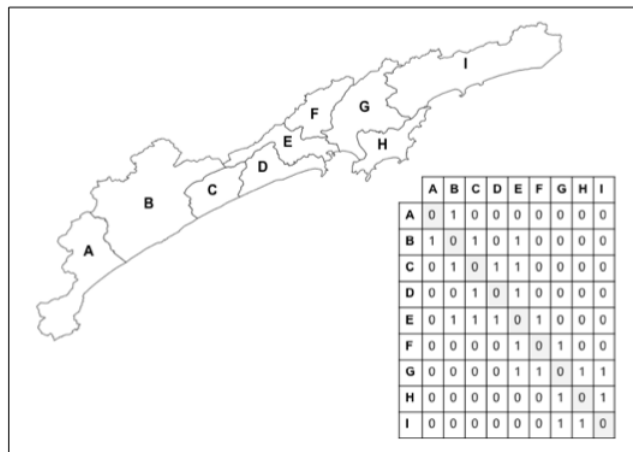 I
G
F
E
H
D
C
B
A
A B C D E F G H I
A 0 1 0 0 0 0 0 0 0
B 1 0 1 0 1 0 0 0 0
C 0 1 0 1 1 0 0 0 0
D 0 0 1 0 1 0 0 0 0
E 0 1 1 1 0 1 0 0 0
F 0 0 0 0 1 0 1 0 0
G 0 0 0 0 1 1 0 1 1
H 0 0 0 0 0 0 1 0 1
I 0 0 0 0 0 0 1 1 0